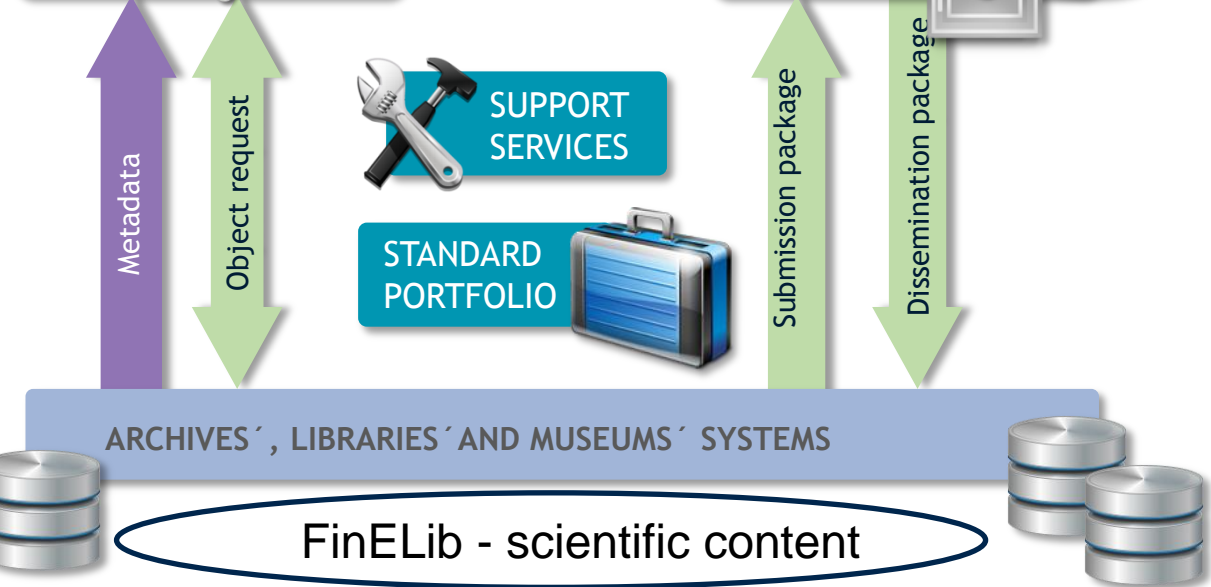 Metadata
Object request
SUPPORT
SERVICES
STANDARD
PORTFOLIO
Submission package
Dissemination package
ARCHIVES´, LIBRARIES´AND MUSEUMS´ SYSTEMS
FinELib - scientific content